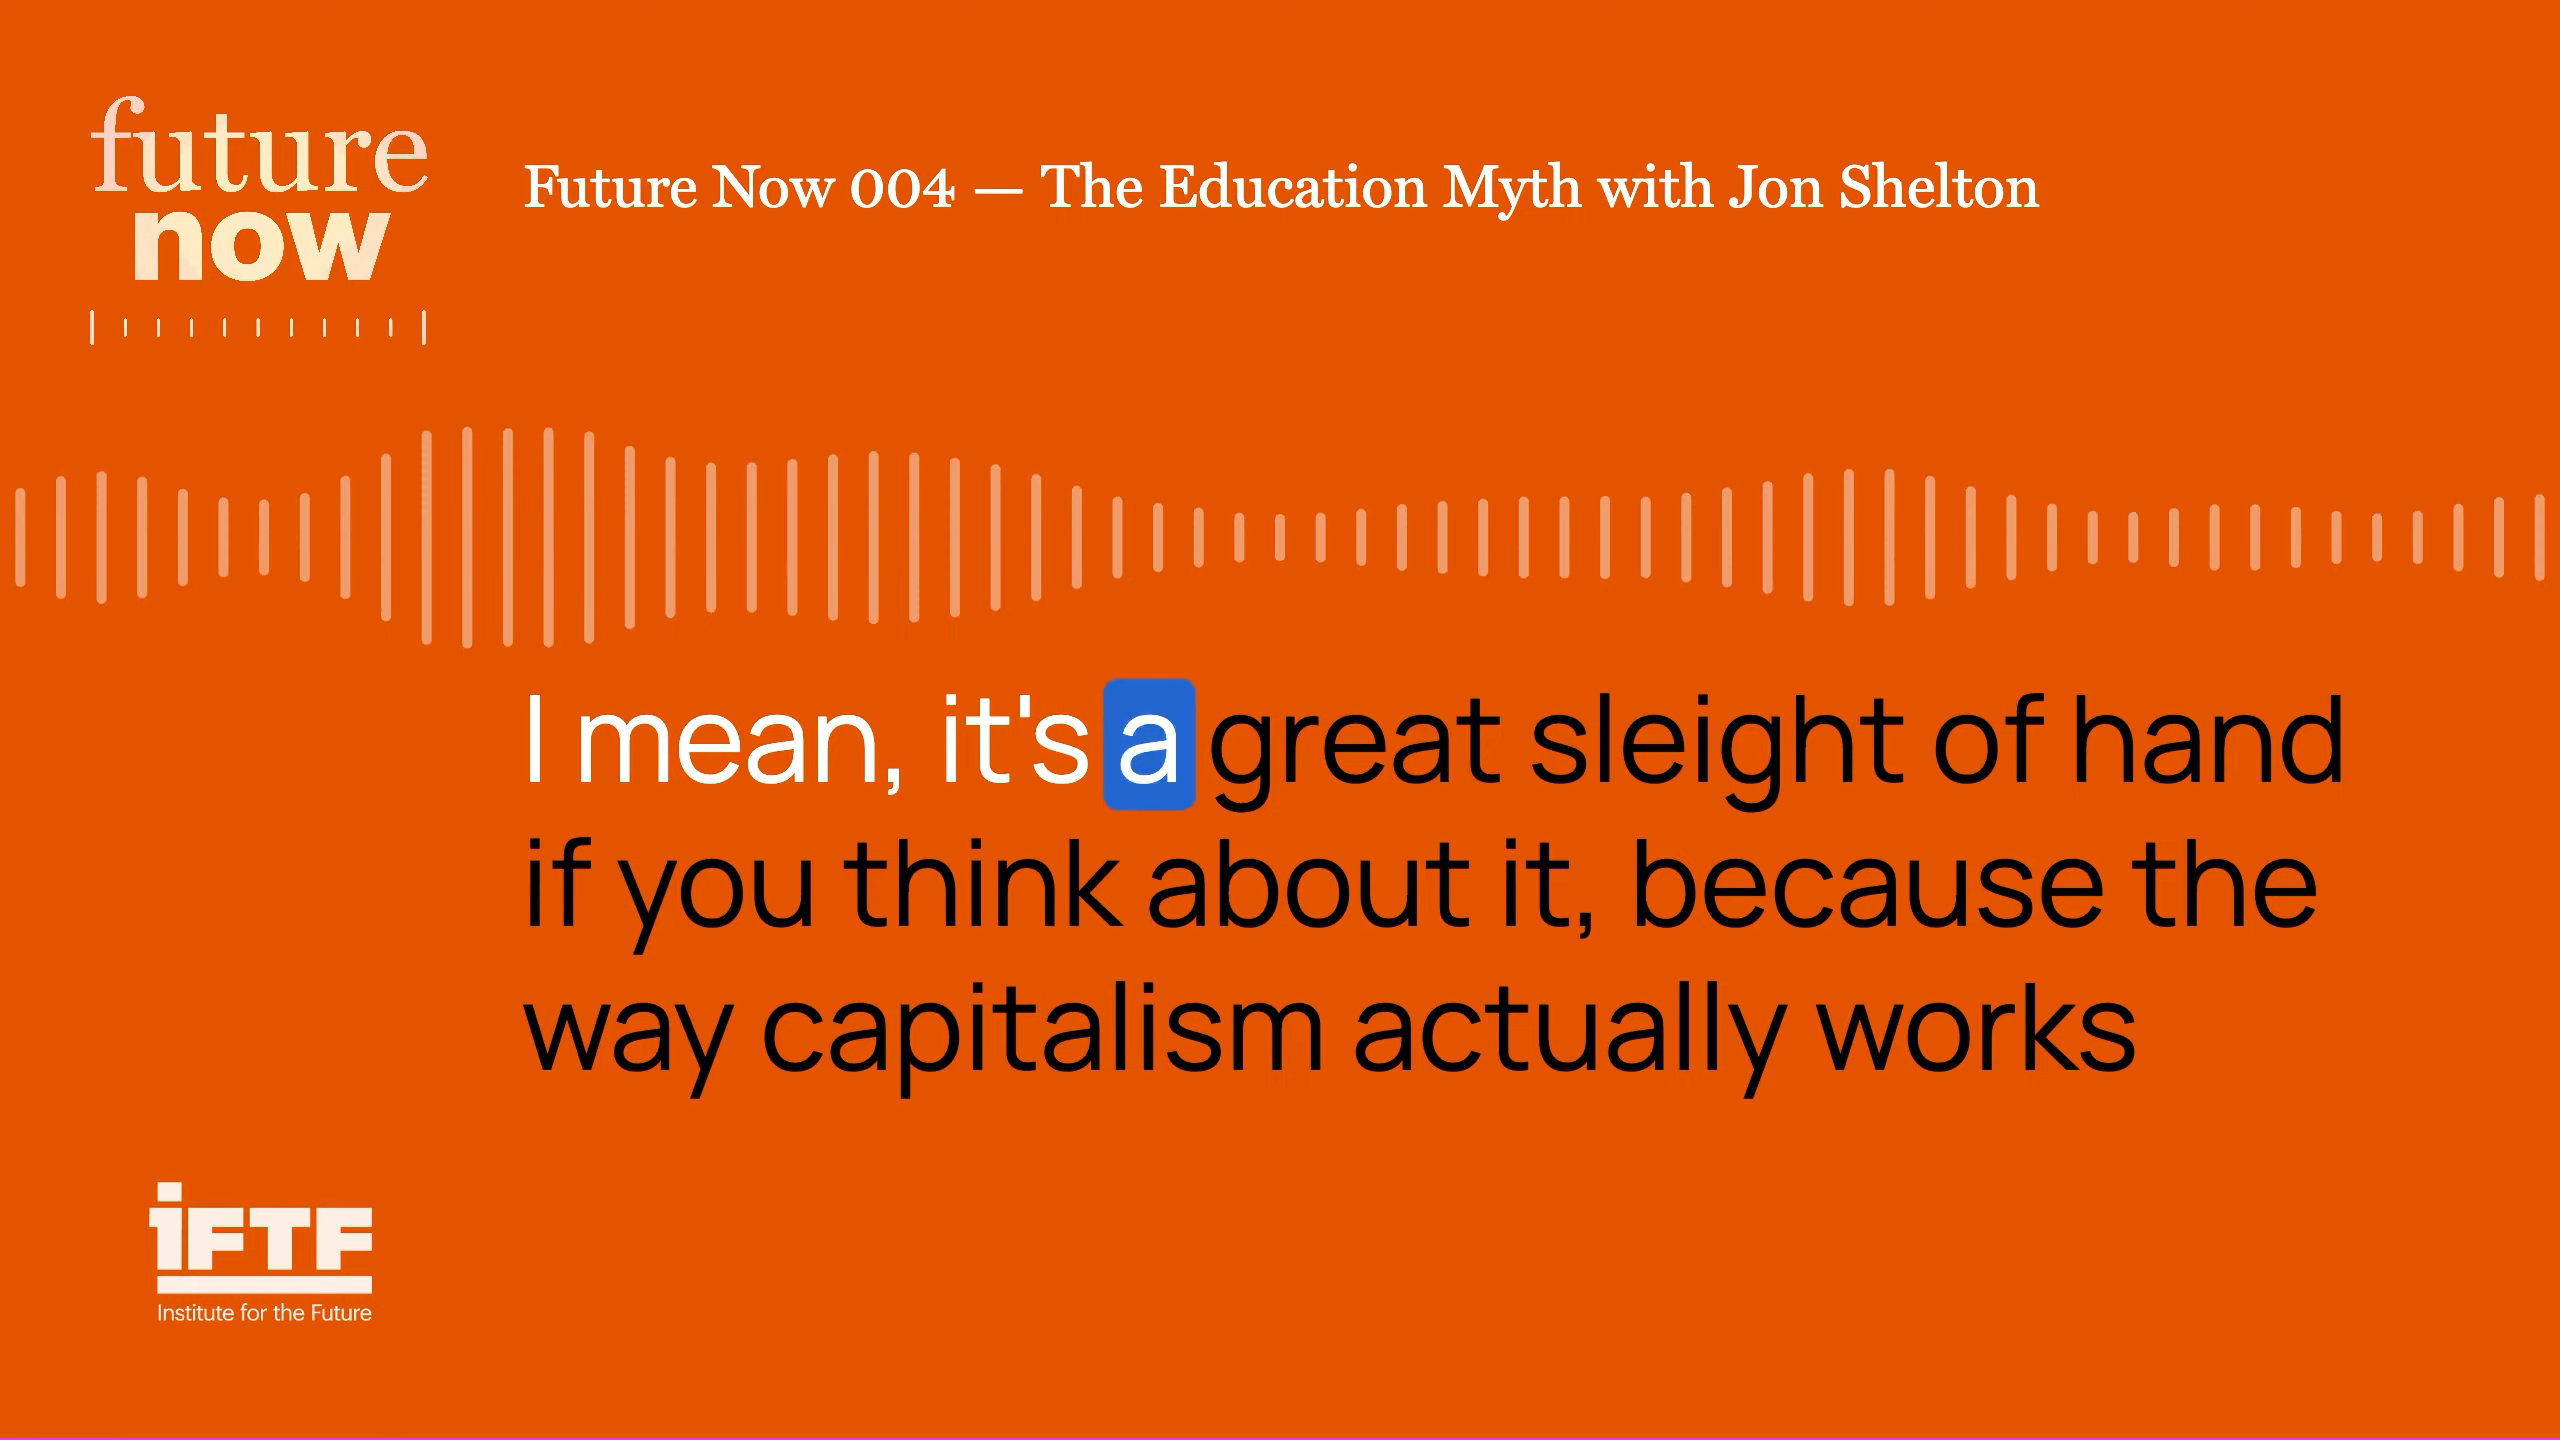 future
now
Future Now 004 — The Education Myth with Jon Shelton
I mean, it's a great sleight of hand
if you think about it, because the
way capitalism actually works
iFTF
Institute for the Future